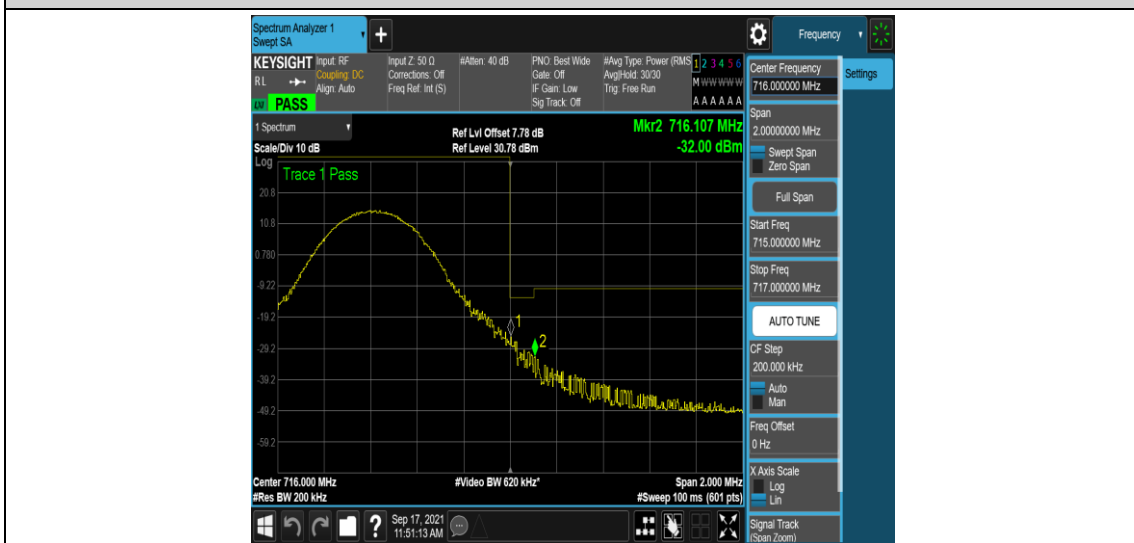 Spectrum Analyzer 1
Swept SA
+
Frequency
KEYSIGHT
RL
LV PASS
Input: RF
Coupling: DC
Align: Auto
Input Z: 50 Ω
Corrections: Off
Freq Ref: Int (S)
#Atten: 40 dB
PNO: Best Wide
Gate: Off
IF Gain: Low
Sig Track: Off
#Avg Type: Power (RMS
Avg|Hold: 30/30
Trig: Free Run
1 2 3 4 5 6
M W W W W W
A A A A A A
1 Spectrum
Scale/Div 10 dB
Ref Lvl Offset 7.78 dB
Ref Level 30.78 dBm
Mkr2 716.107 MHz
-32.00 dBm
Log
Trace 1 Pass
20.8
10.8
0.780
-9.22
-19.2
-29.2
-39.2
-49.2
-59.2
1
2
Center 716.000 MHz
#Res BW 200 kHz
#Video BW 620 kHz*
Span 2.000 MHz
#Sweep 100 ms (601 pts)
?
Sep 17, 2021
11:51:13 AM
Center Frequency
716.000000 MHz
Settings
Span
2.00000000 MHz
Swept Span
Zero Span
Full Span
Start Freq
715.000000 MHz
Stop Freq
717.000000 MHz
AUTO TUNE
CF Step
200.000 kHz
Auto
Man
Freq Offset
0 Hz
X Axis Scale
Log
Lin
Signal Track
(Span Zoom)